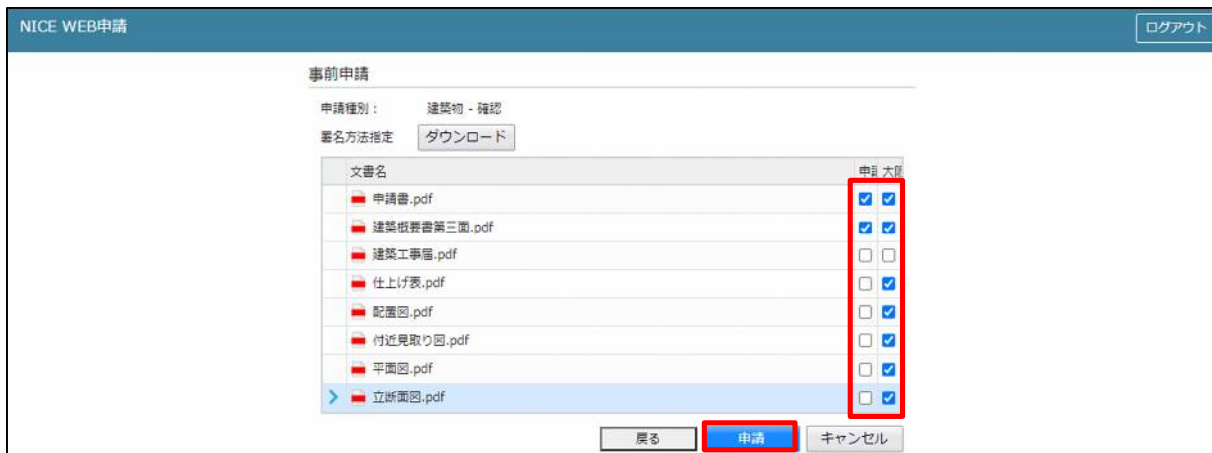 NICE WEB申請
ログアウト
事前申請
申請種別： 建築物 - 確認
署名方法指定 ダウンロード
文書名 申 大
申請書.pdf
建築概要書第三面.pdf
建築工事届.pdf
仕上げ表.pdf
配置図.pdf
付近見取り図.pdf
平面図.pdf
立断面図.pdf
戻る 申請 キャンセル